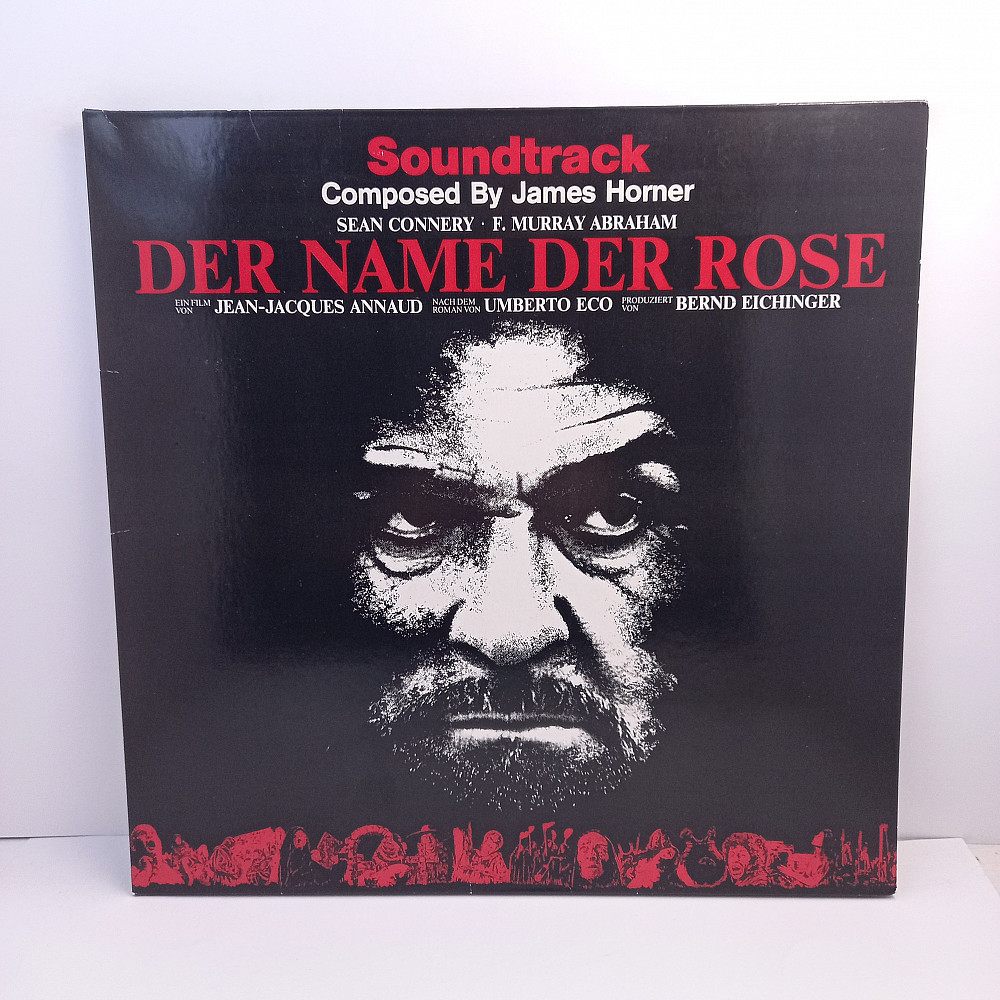 Soundtrack
Composed By James Horner
SEAN CONNERY · F. MURRAY ABRAHAM
DER NAME DER ROSE
EIN FILM VON JEAN-JACQUES ANNAUD NACH DEM ROMAN VON UMBERTO ECO PRODUZIERT VON BERND EICHINGER